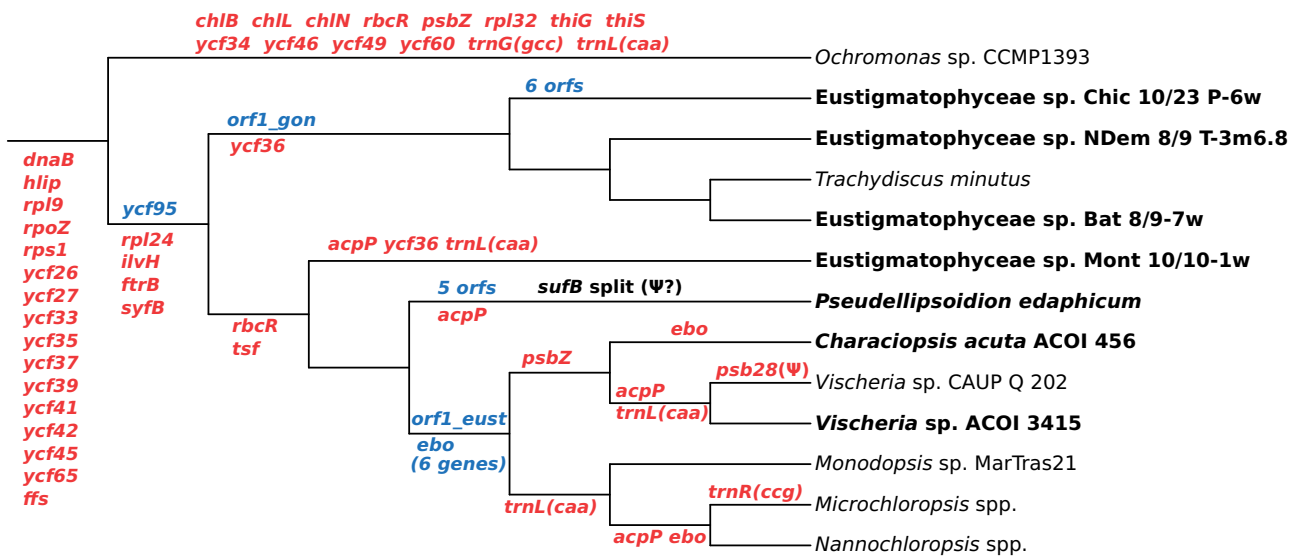 chlB chlL chlN rbcR psbZ rpl32 thiG thiS
ycf34 ycf46 ycf49 ycf60 trnG(gcc) trnL(caa)
Ochromonas sp. CCMP1393
6 orfs
Eustigmatophyceae sp. Chic 10/23 P-6w
orf1_gon
ycf36
Eustigmatophyceae sp. NDem 8/9 T-3m6.8
Trachydiscus minutus
Eustigmatophyceae sp. Bat 8/9-7w
dnaB
hlip
rpl9
rpoZ
rps1
ycf26
ycf27
ycf33
ycf35
ycf37
ycf39
ycf41
ycf42
ycf45
ycf65
ffs
ycf95
rpl24
ilvH
ftrB
syfB
acpP ycf36 trnL(caa)
Eustigmatophyceae sp. Mont 10/10-1w
rbcR
tsf
5 orfs
sufB split (Ψ?)
acpP
Pseudellipsoidion edaphicum
ebo
Characiopsis acuta ACOI 456
psbZ
psb28(Ψ)
acpP
trnL(caa)
Vischeria sp. CAUP Q 202
Vischeria sp. ACOI 3415
orf1_eust
ebo
(6 genes)
Monodopsis sp. MarTras21
trnL(caa)
trnR(ccg)
Microchloropsis spp.
acpP ebo
Nannochloropsis spp.